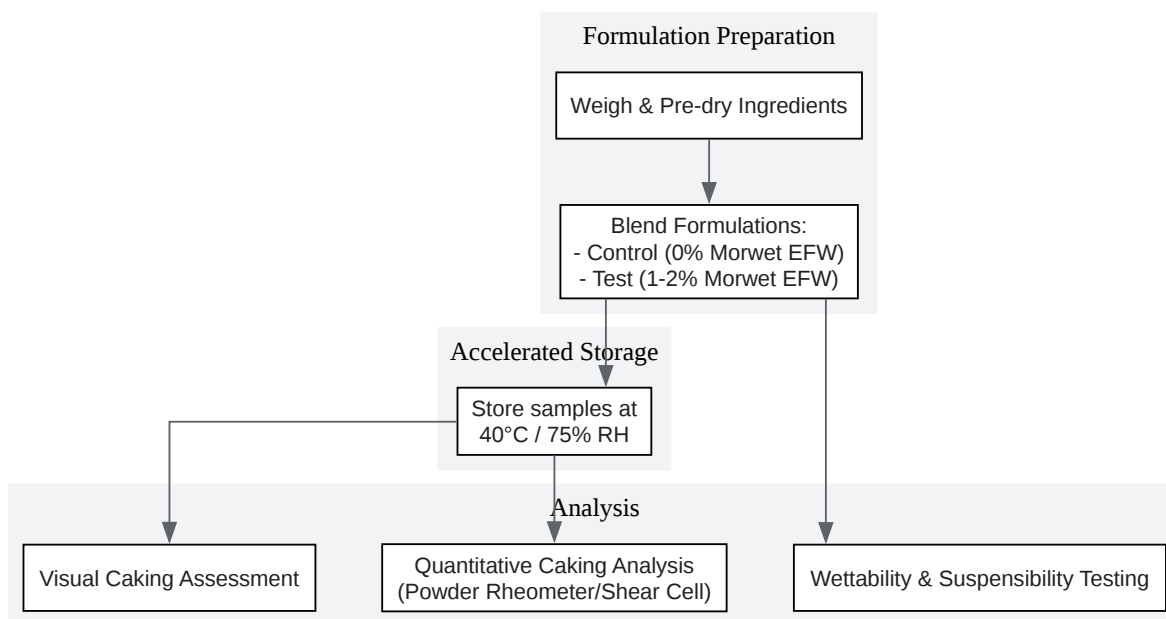 Formulation Preparation
Weigh & Pre-dry Ingredients
Blend Formulations:
- Control (0% Morwet EFW)
- Test (1-2% Morwet EFW)
Accelerated Storage
Store samples at
40°C / 75% RH
Analysis
Visual Caking Assessment
Quantitative Caking Analysis
(Powder Rheometer/Shear Cell)
Wettability & Suspensibility Testing